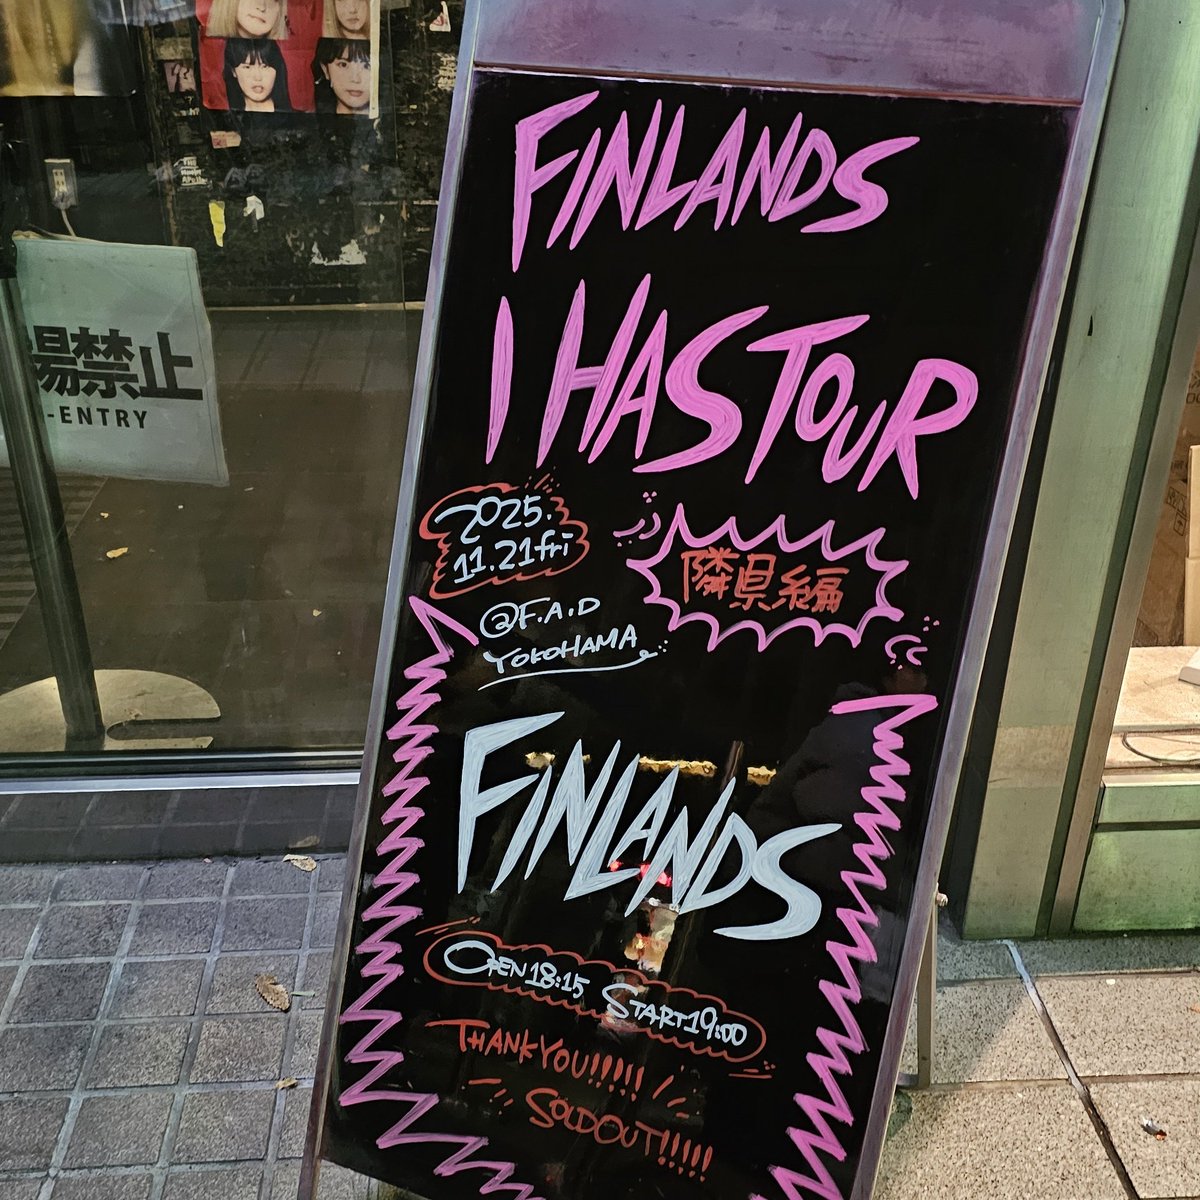 FINLANDS
I HAS TOUR
2025.
11.21 fri
隣県編
@F.A.D
YOKOHAMA
FINLANDS
OPEN 18:15 START 19:00
THANK YOU!!!!!!
SOLD OUT!!!!!
場禁止
-ENTRY